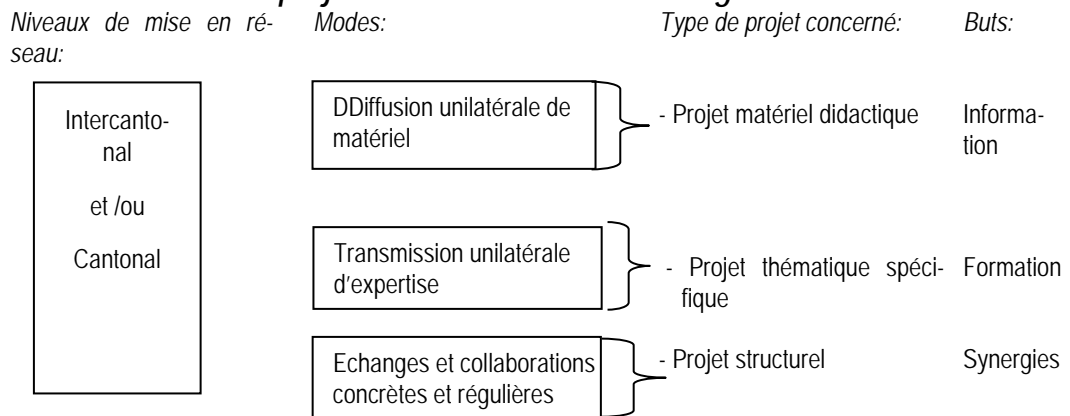 Niveaux de mise en ré-
seau:
Modes:
Type de projet concerné:
Buts:
Intercanto-
nal
et /ou
Cantonal
DDiffusion unilatérale de
matériel
- Projet matériel didactique
Informa-
tion
Transmission unilatérale
d'expertise
- Projet thématique spéci-
fique
Formation
Echanges et collaborations
concrètes et régulières
- Projet structurel
Synergies